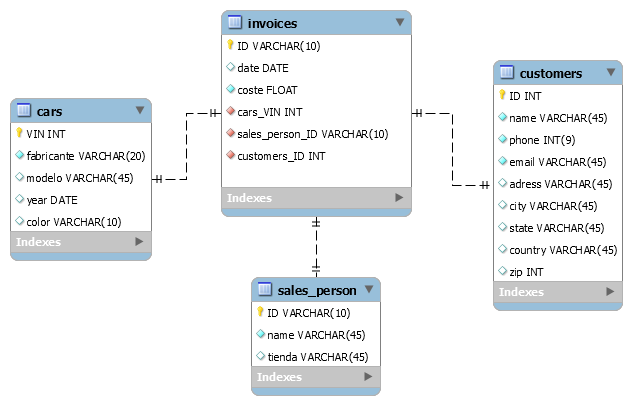 invoices
ID VARCHAR(10)
date DATE
coste FLOAT
cars_VIN INT
sales_person_ID VARCHAR(10)
customers_ID INT
Indexes
cars
VIN INT
fabricante VARCHAR(20)
modelo VARCHAR(45)
year DATE
color VARCHAR(10)
Indexes
customers
ID INT
name VARCHAR(45)
phone INT(9)
email VARCHAR(45)
adress VARCHAR(45)
city VARCHAR(45)
state VARCHAR(45)
country VARCHAR(45)
zip INT
Indexes
sales_person
ID VARCHAR(10)
name VARCHAR(45)
tienda VARCHAR(45)
Indexes